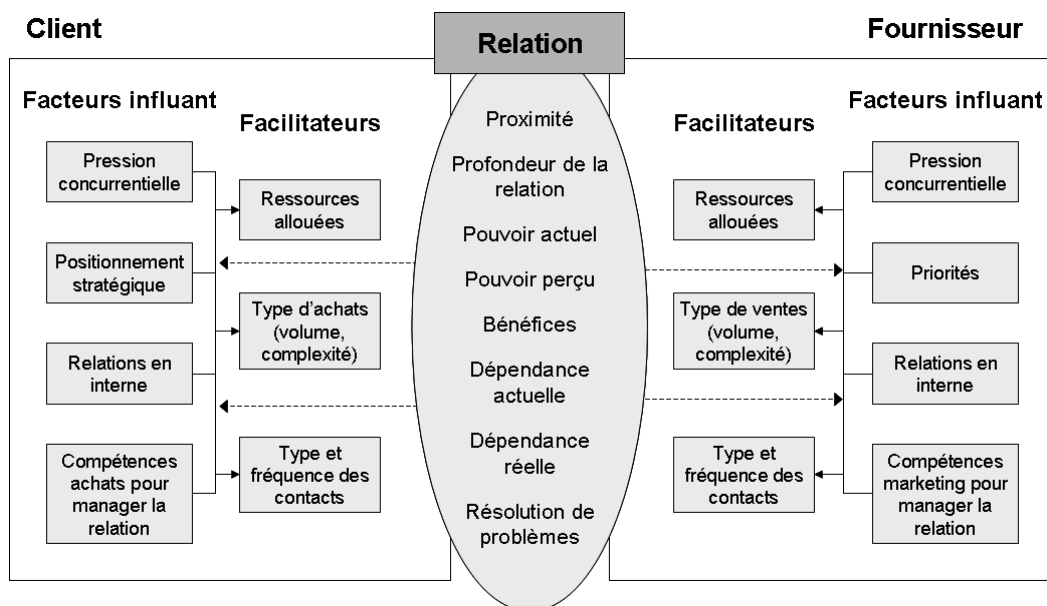 Client
Relation
Fournisseur
Facteurs influant
Facilitateurs
Pression
concurrentielle
Positionnement
stratégique
Relations en
interne
Compétences
achats pour
manager la
relation
Ressources
allouées
Type d'achats
(volume,
complexité)
Type et
fréquence des
contacts
Proximité
Profondeur de la
relation
Pouvoir actuel
Pouvoir perçu
Bénéfices
Dépendance
actuelle
Dépendance
réelle
Résolution de
problèmes
Facilitateurs
Facteurs influant
Ressources
allouées
Type de ventes
(volume,
complexité)
Type et
fréquence des
contacts
Pression
concurrentielle
Priorités
Relations en
interne
Compétences
marketing pour
manager la
relation